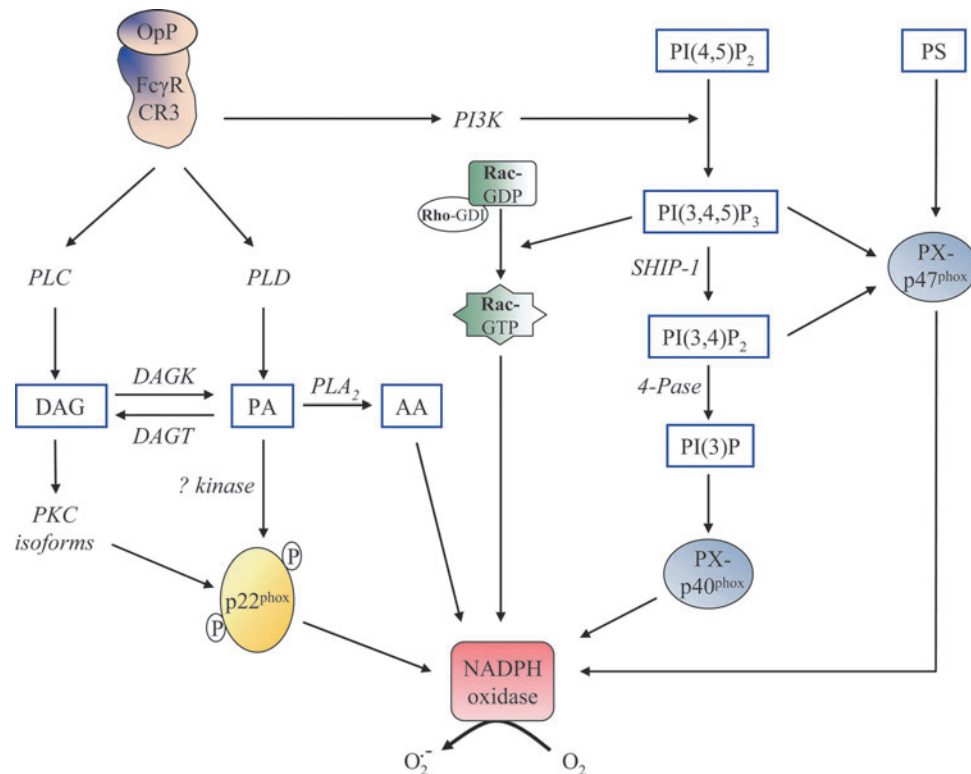 OpP
FcγR
CR3
PI(4,5)P₂
PS
PI3K
Rac-
GDP
Rho-GDI
PI(3,4,5)P₃
PX-
p47ᵖʰᵒˣ
SHIP-1
PLC
PLD
Rac-
GTP
PI(3,4)P₂
DAGK
PLA₂
4-Pase
DAG
PA
AA
DAGT
PI(3)P
? kinase
PKC
isoforms
P
PX-
p40ᵖʰᵒˣ
p22ᵖʰᵒˣ
P
NADPH
oxidase
O₂·⁻
O₂